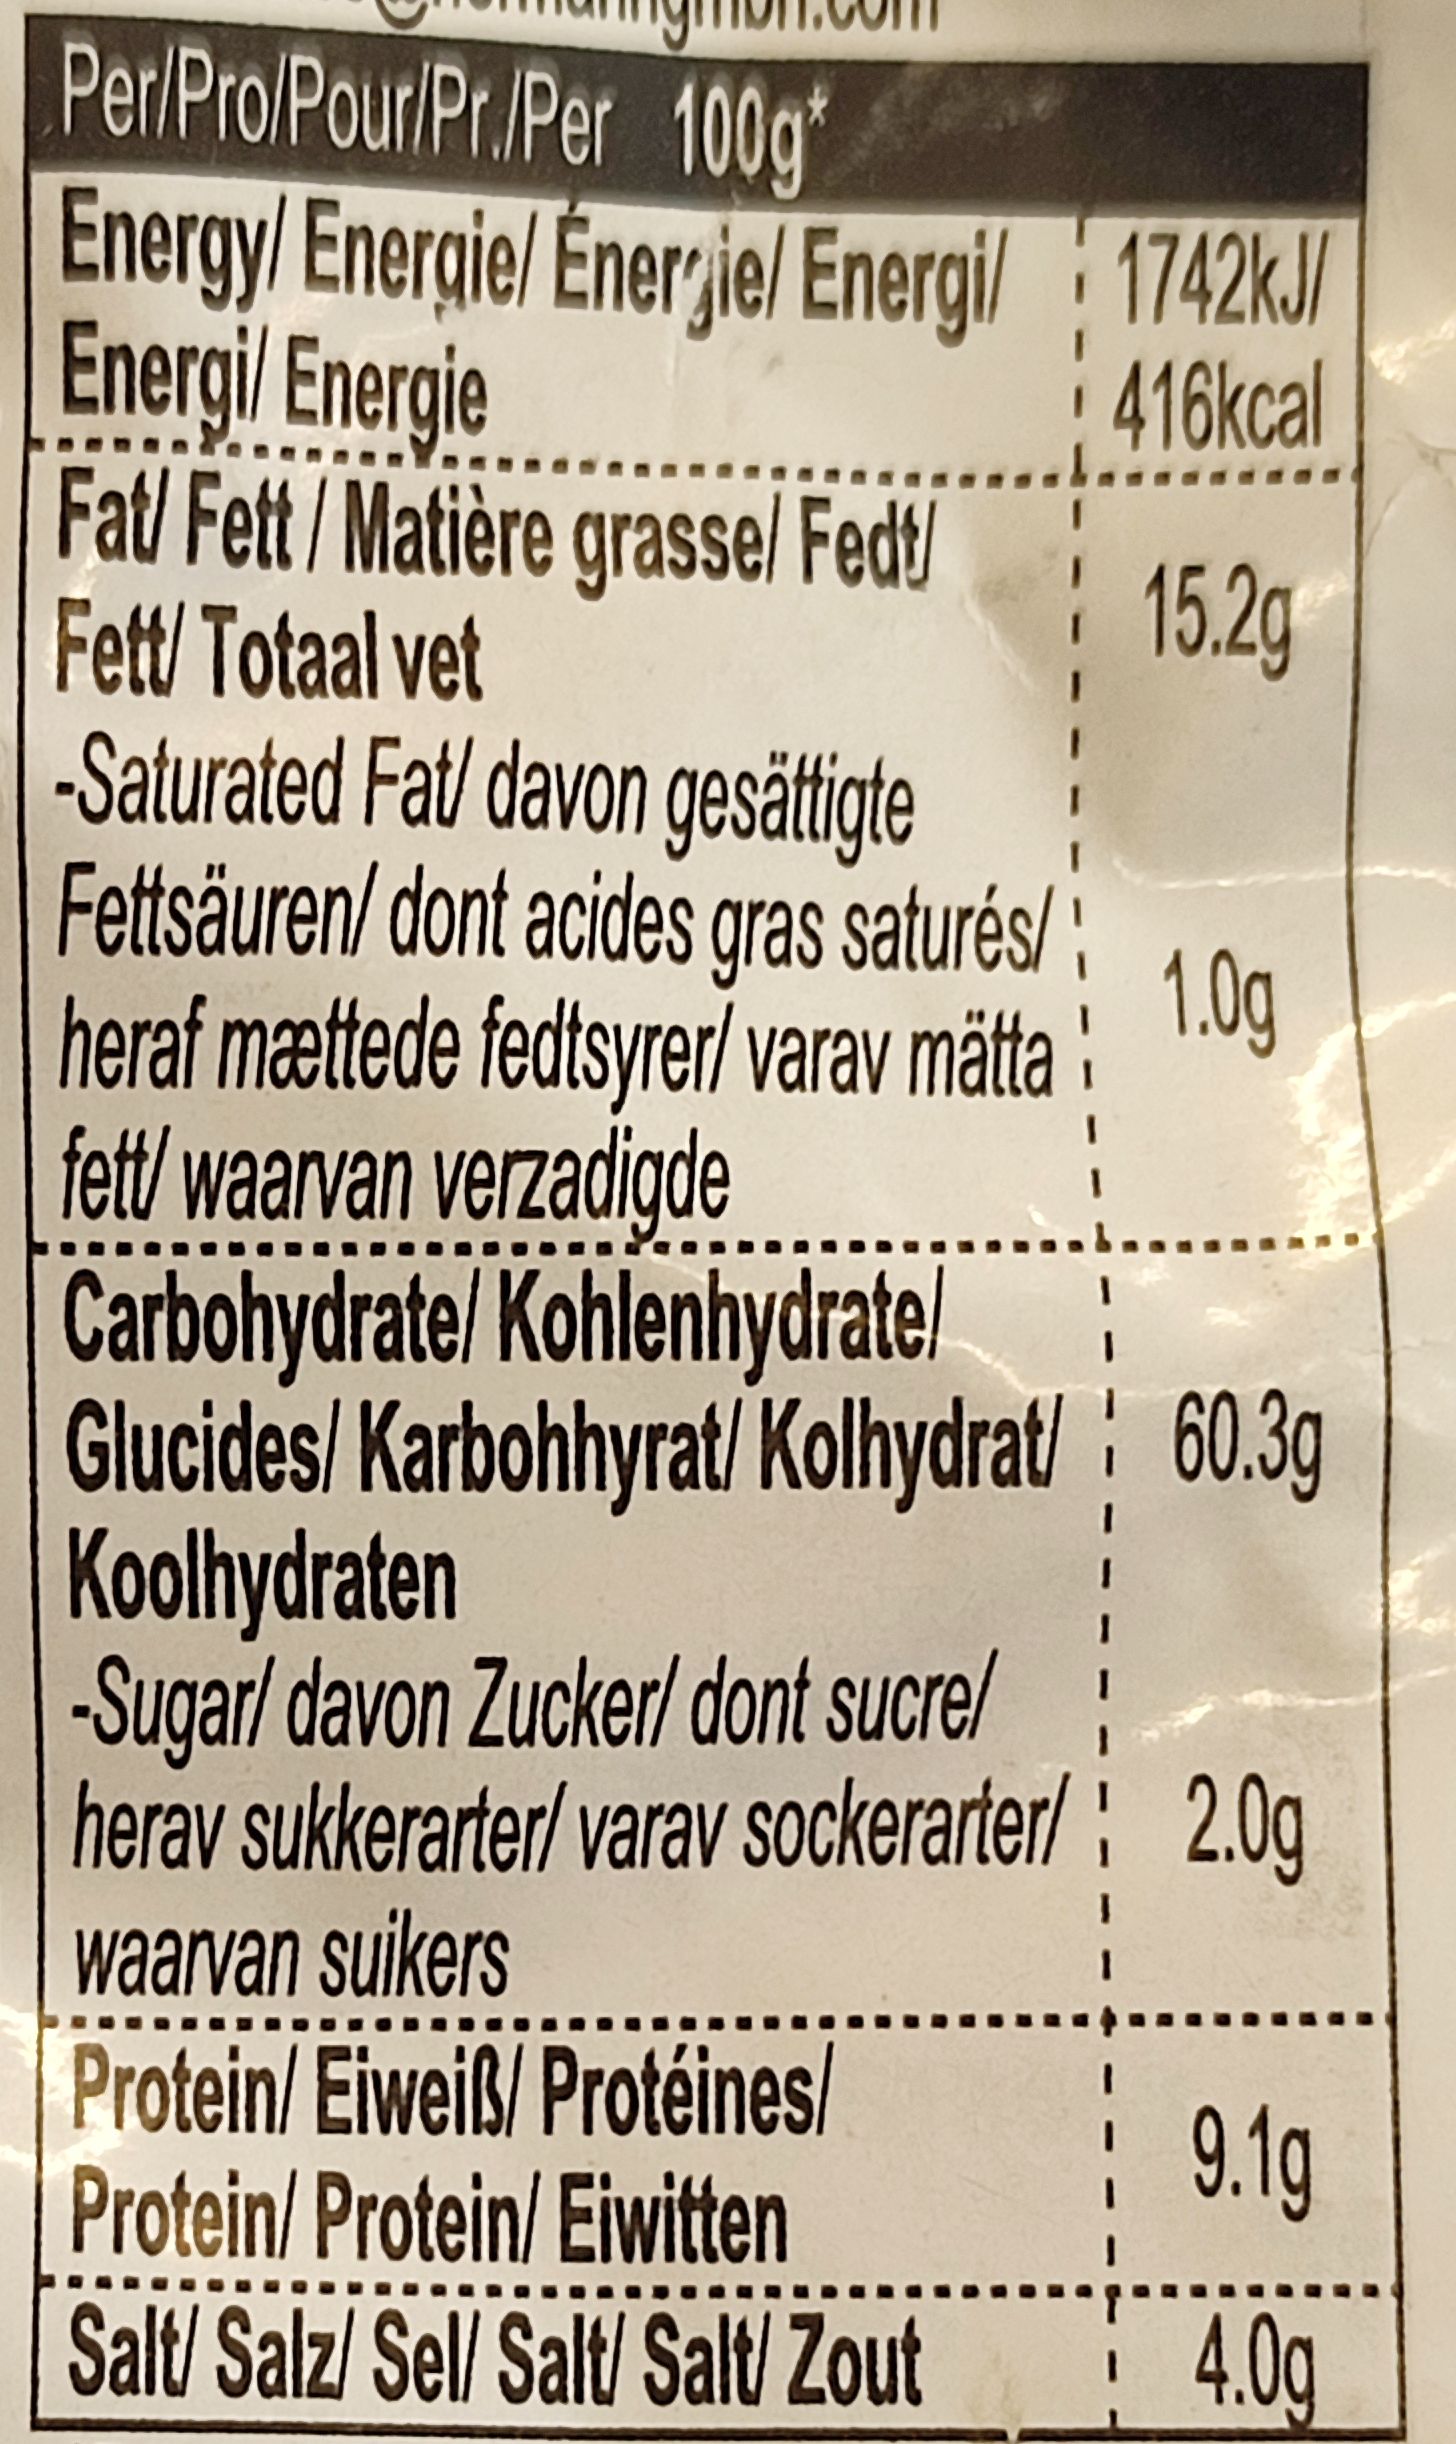 Per/Pro/Pour/Pr./Per 100g*
Energy/ Energie/ Énergie/ Energi/ 1742kJ/
Energi/ Energie 416kcal
Fat/ Fett / Matière grasse/ Fedt/
Fett/ Totaal vet 15.2g
-Saturated Fat/ davon gesättigte
Fettsäuren/ dont acides gras saturés/
heraf mættede fedtsyrer/ varav mätta 1.0g
fett/ waarvan verzadigde
Carbohydrate/ Kohlenhydrate/
Glucides/ Karbohhyrat/ Kolhydrat/ 60.3g
Koolhydraten
-Sugar/ davon Zucker/ dont sucre/
herav sukkerarter/ varav sockerarter/ 2.0g
waarvan suikers
Protein/ Eiweiß/ Protéines/ 9.1g
Protein/ Protein/ Eiwitten
Salt/ Salz/ Sel/ Salt/ Salt/ Zout 4.0g